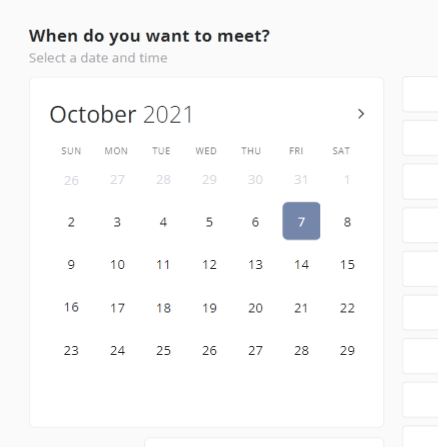 When do you want to meet?
Select a date and time
October 2021 >
SUN MON TUE WED THU FRI SAT
26 27 28 29 30 31 1
2 3 4 5 6 7 8
9 10 11 12 13 14 15
16 17 18 19 20 21 22
23 24 25 26 27 28 29